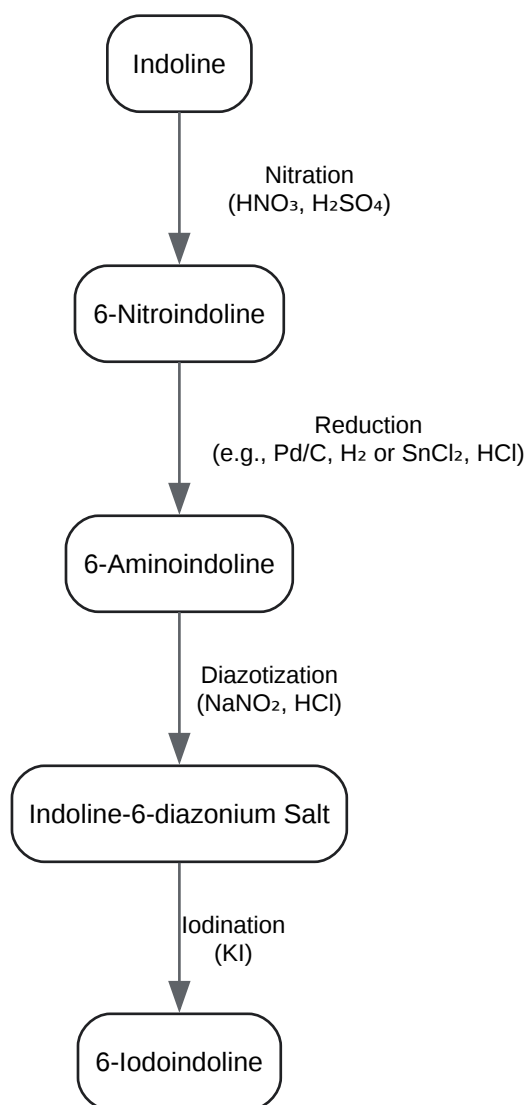 Indoline
Nitration
(HNO₃, H₂SO₄)
6-Nitroindoline
Reduction
(e.g., Pd/C, H₂ or SnCl₂, HCl)
6-Aminoindoline
Diazotization
(NaNO₂, HCl)
Indoline-6-diazonium Salt
Iodination
(KI)
6-Iodoindoline